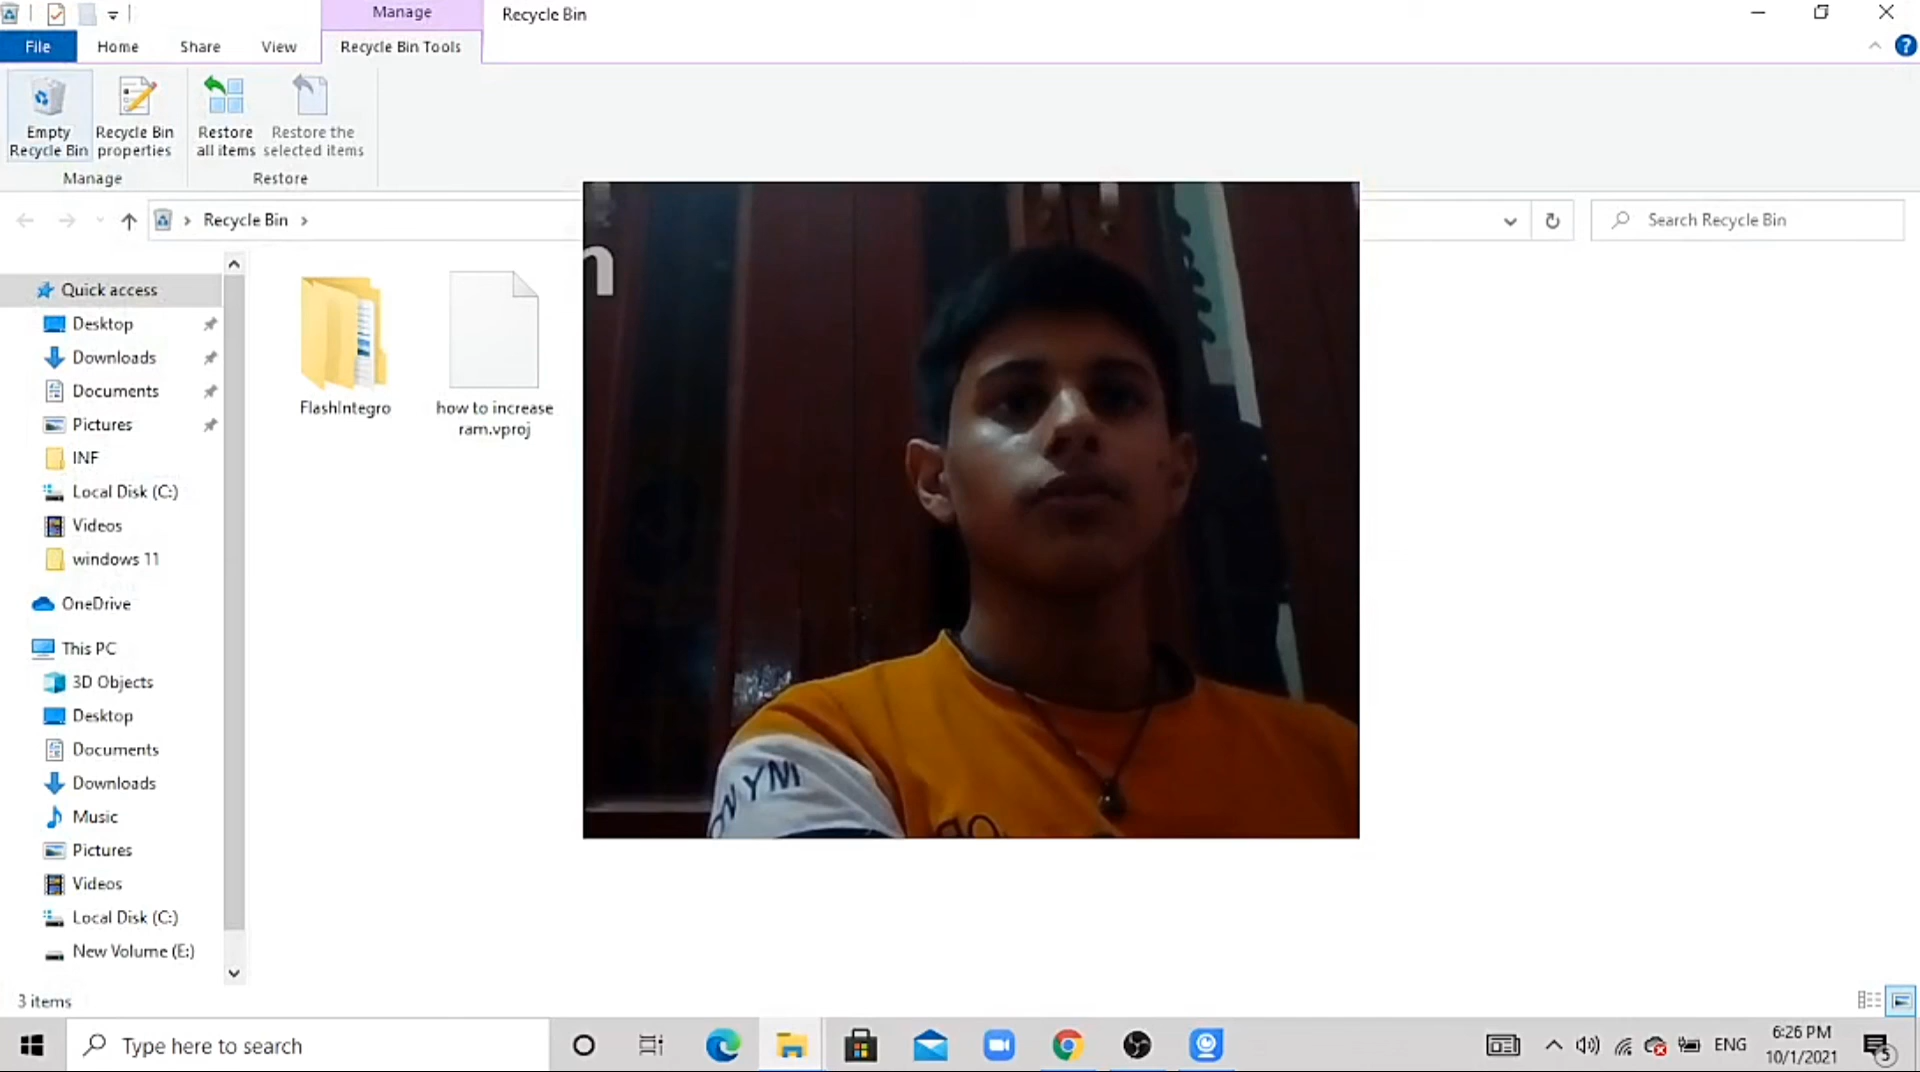 Manage
Recycle Bin
File
Home
Share
View
Recycle Bin Tools
Empty
Recycle Bin
Recycle Bin
properties
Restore
all items
Restore the
selected items
Manage
Restore
Recycle Bin
Search Recycle Bin
Quick access
Desktop
Downloads
Documents
Pictures
INF
Local Disk (C:)
Videos
windows 11
OneDrive
This PC
3D Objects
Desktop
Documents
Downloads
Music
Pictures
Videos
Local Disk (C:)
New Volume (E:)
FlashIntegro
how to increase
ram.vproj
3 items
Type here to search
ENG
6:26 PM
10/1/2021
5